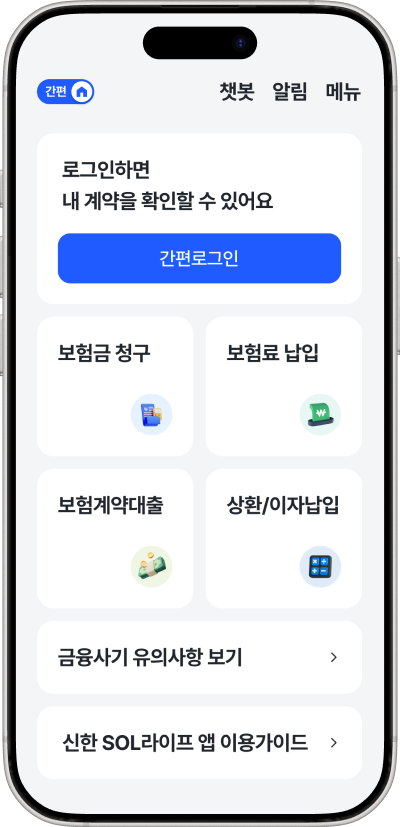 간편
챗봇 알림 메뉴
로그인하면
내 계약을 확인할 수 있어요
간편로그인
보험금 청구
보험료 납입
₩
보험계약대출
상환/이자납입
금융사기 유의사항 보기
신한 SOL라이프 앱 이용가이드